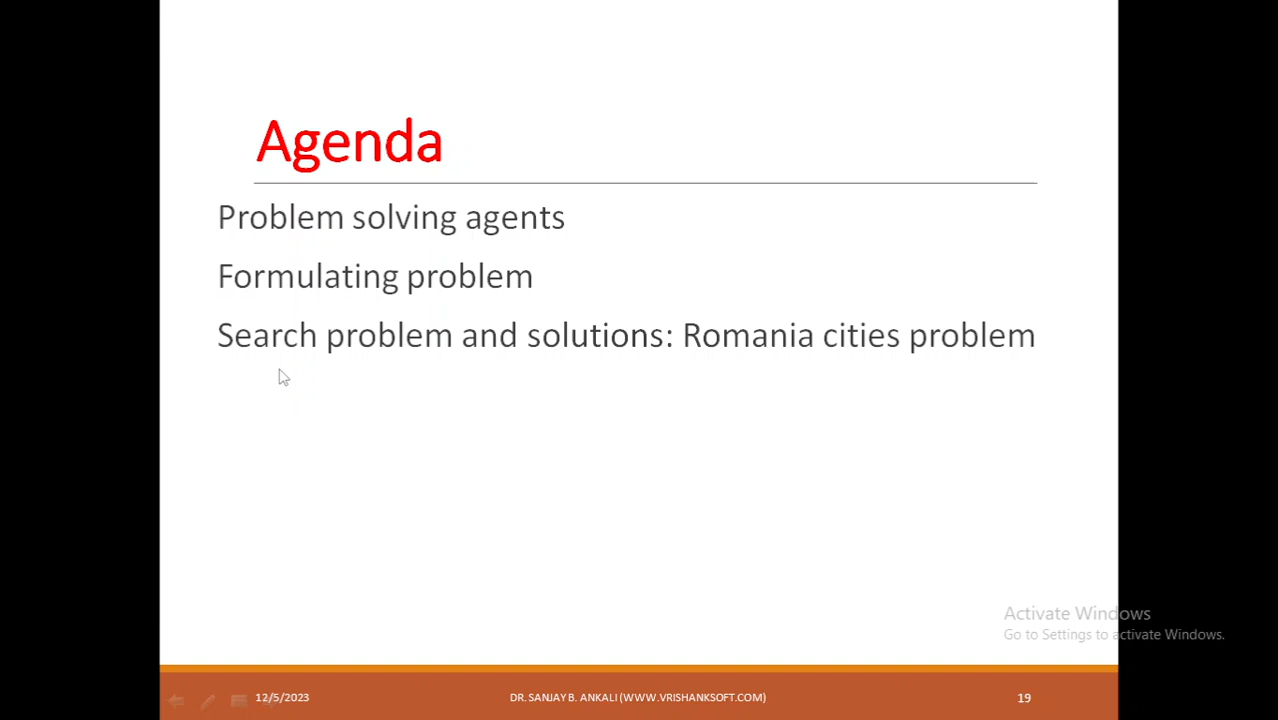 Agenda
Problem solving agents
Formulating problem
Search problem and solutions: Romania cities problem
Activate Windows
Go to Settings to activate Windows.
12/5/2023 DR. SANJAY B. ANKALI (WWW.VRISHANKSOFT.COM) 19